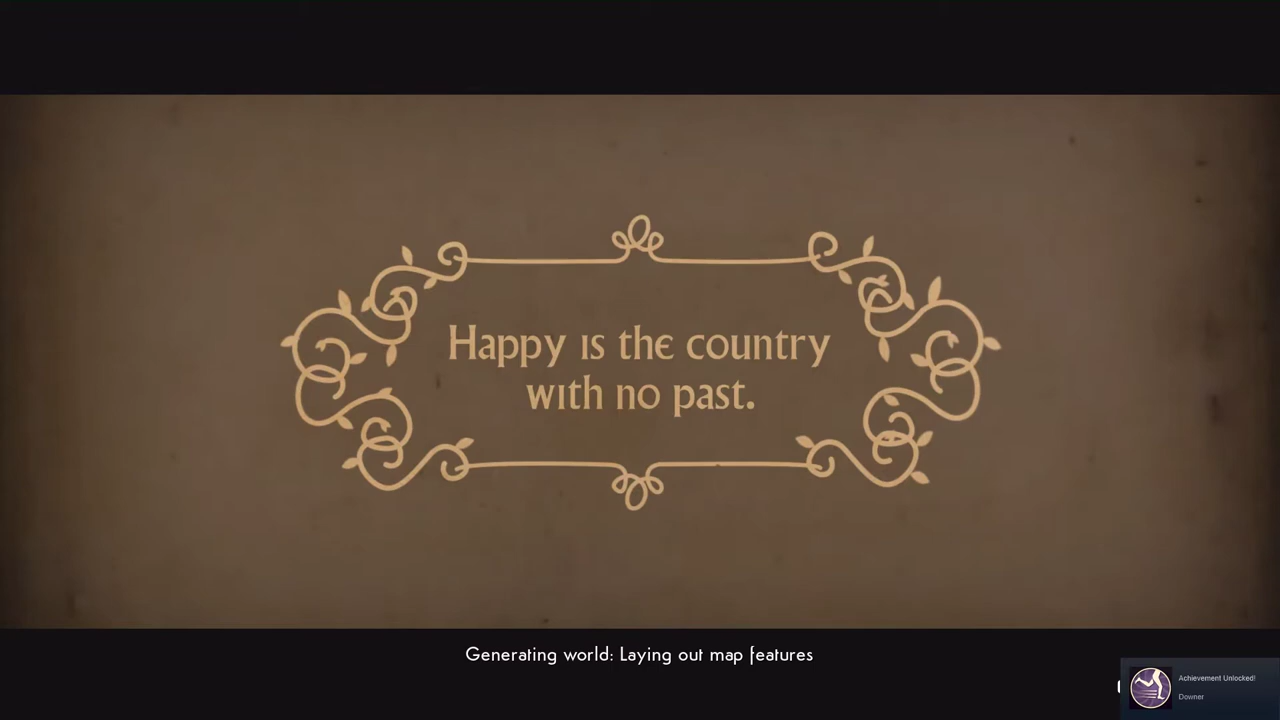 Happy is the country
with no past.
Generating world: Laying out map features
Achievement Unlocked!
Downer